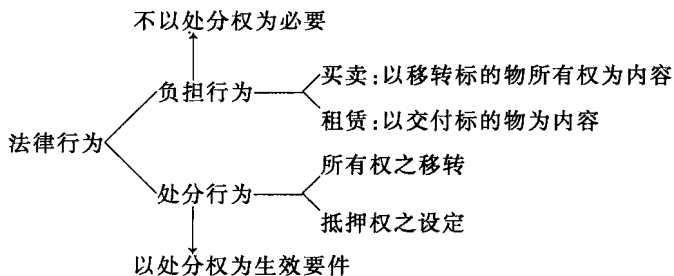 不以处分权为必要
负担行为
买卖:以移转标的物所有权为内容
租赁:以交付标的物为内容
法律行为
所有权之移转
处分行为
抵押权之设定
以处分权为生效要件